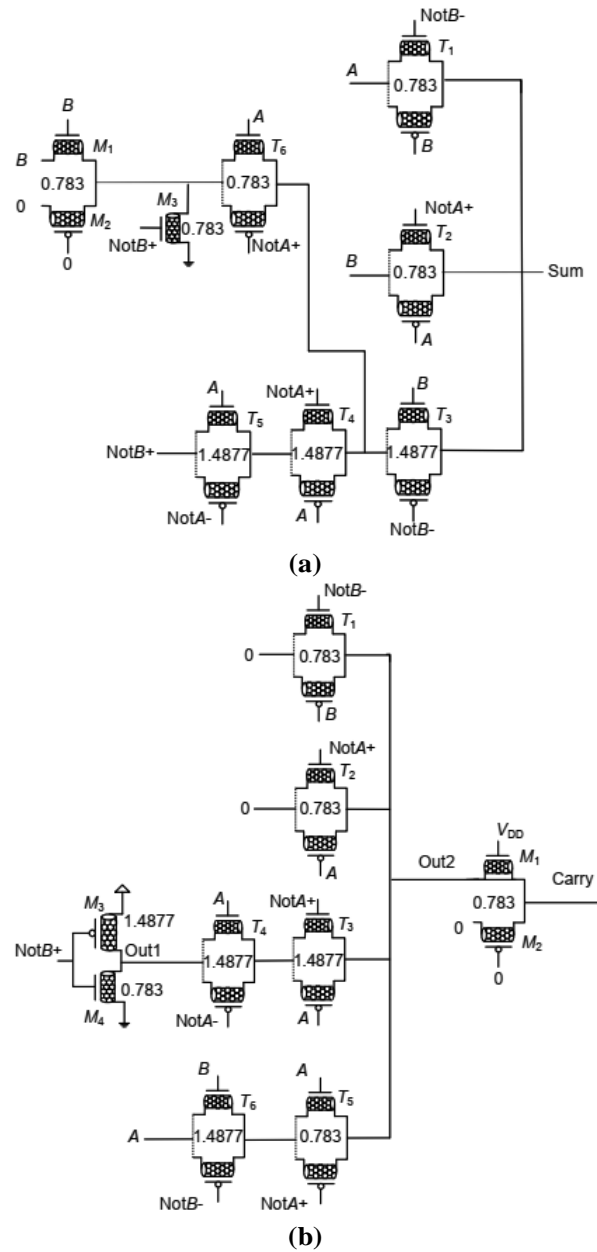 NotB-
T1
A
0.783
B
B
M1
B
0.783
0
M2
0
M3
0.783
NotB+
A
T6
0.783
NotA+
NotA+
T2
B
0.783
A
Sum
A
T5
NotB+
1.4877
NotA-
NotA+
T4
1.4877
A
B
T3
1.4877
NotB-
(a)
NotB-
T1
0
0.783
B
NotA+
T2
0
0.783
A
Out2
VDD
M1
0.783
0
M2
0
Carry
M3
1.4877
NotB+
Out1
0.783
M4
A
T4
1.4877
NotA-
NotA+
T3
1.4877
A
B
T6
A
1.4877
NotB-
A
T5
0.783
NotA+
(b)